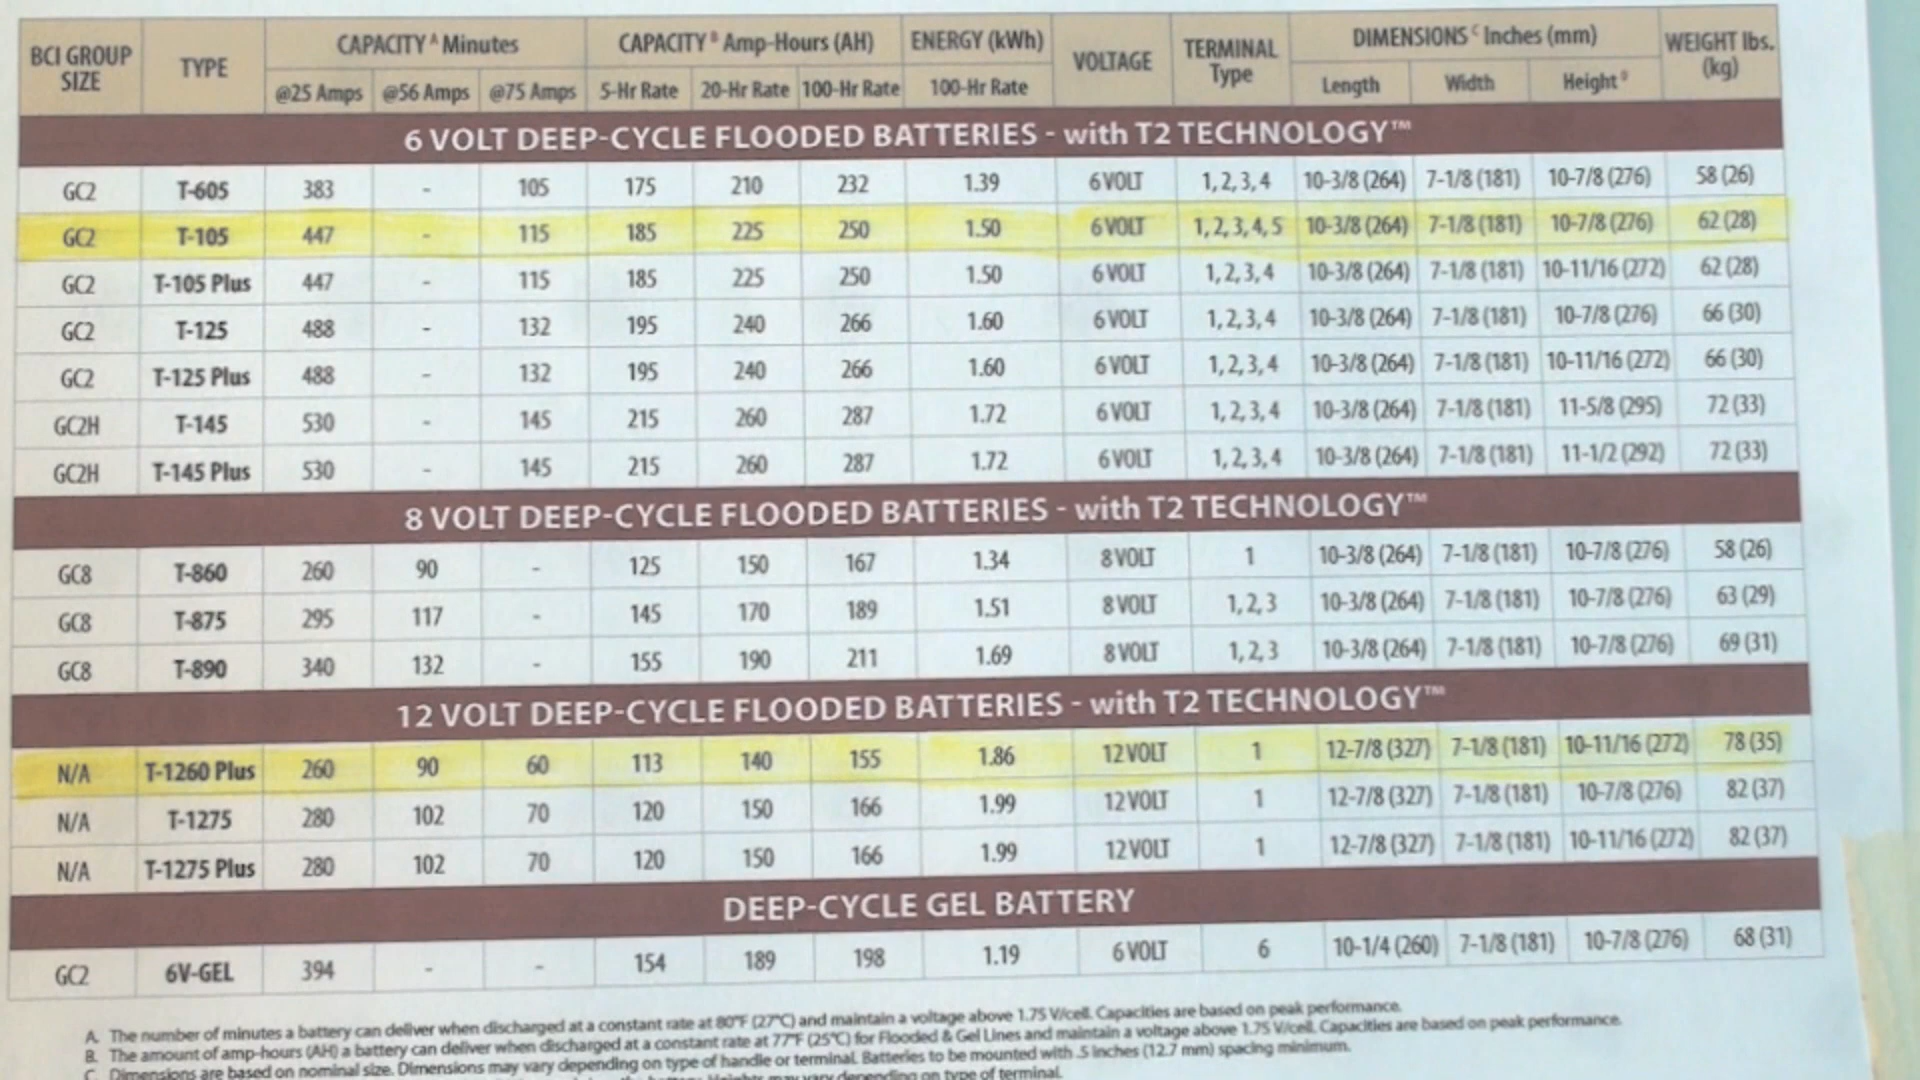 BCI GROUP SIZE TYPE CAPACITY A Minutes CAPACITY B Amp-Hours (AH) ENERGY (kWh) VOLTAGE TERMINAL Type DIMENSIONS C Inches (mm) WEIGHT lbs. (kg)
@25 Amps @56 Amps @75 Amps 5-Hr Rate 20-Hr Rate 100-Hr Rate 100-Hr Rate Length Width Height D
6 VOLT DEEP-CYCLE FLOODED BATTERIES - with T2 TECHNOLOGY™
GC2 T-605 383 - 105 175 210 232 1.39 6 VOLT 1, 2, 3, 4 10-3/8 (264) 7-1/8 (181) 10-7/8 (276) 58 (26)
GC2 T-105 447 - 115 185 225 250 1.50 6 VOLT 1, 2, 3, 4, 5 10-3/8 (264) 7-1/8 (181) 10-7/8 (276) 62 (28)
GC2 T-105 Plus 447 - 115 185 225 250 1.50 6 VOLT 1, 2, 3, 4 10-3/8 (264) 7-1/8 (181) 10-11/16 (272) 62 (28)
GC2 T-125 488 - 132 195 240 266 1.60 6 VOLT 1, 2, 3, 4 10-3/8 (264) 7-1/8 (181) 10-7/8 (276) 66 (30)
GC2 T-125 Plus 488 - 132 195 240 266 1.60 6 VOLT 1, 2, 3, 4 10-3/8 (264) 7-1/8 (181) 10-11/16 (272) 66 (30)
GC2H T-145 530 - 145 215 260 287 1.72 6 VOLT 1, 2, 3, 4 10-3/8 (264) 7-1/8 (181) 11-5/8 (295) 72 (33)
GC2H T-145 Plus 530 - 145 215 260 287 1.72 6 VOLT 1, 2, 3, 4 10-3/8 (264) 7-1/8 (181) 11-1/2 (292) 72 (33)
8 VOLT DEEP-CYCLE FLOODED BATTERIES - with T2 TECHNOLOGY™
GC8 T-860 260 90 - 125 150 167 1.34 8 VOLT 1 10-3/8 (264) 7-1/8 (181) 10-7/8 (276) 58 (26)
GC8 T-875 295 117 - 145 170 189 1.51 8 VOLT 1, 2, 3 10-3/8 (264) 7-1/8 (181) 10-7/8 (276) 63 (29)
GC8 T-890 340 132 - 155 190 211 1.69 8 VOLT 1, 2, 3 10-3/8 (264) 7-1/8 (181) 10-7/8 (276) 69 (31)
12 VOLT DEEP-CYCLE FLOODED BATTERIES - with T2 TECHNOLOGY™
N/A T-1260 Plus 260 90 60 113 140 155 1.86 12 VOLT 1 12-7/8 (327) 7-1/8 (181) 10-11/16 (272) 78 (35)
N/A T-1275 280 102 70 120 150 166 1.99 12 VOLT 1 12-7/8 (327) 7-1/8 (181) 10-7/8 (276) 82 (37)
N/A T-1275 Plus 280 102 70 120 150 166 1.99 12 VOLT 1 12-7/8 (327) 7-1/8 (181) 10-11/16 (272) 82 (37)
DEEP-CYCLE GEL BATTERY
GC2 6V-GEL 394 - - 154 189 198 1.19 6 VOLT 6 10-1/4 (260) 7-1/8 (181) 10-7/8 (276) 68 (31)
A. The number of minutes a battery can deliver when discharged at a constant rate at 80°F (27°C) and maintain a voltage above 1.75 V/cell. Capacities are based on peak performance.
B. The amount of amp-hours (AH) a battery can deliver when discharged at a constant rate at 77°F (25°C) for Flooded & Gel Lines and maintain a voltage above 1.75 V/cell. Capacities are based on peak performance.
C. Dimensions are based on nominal size. Dimensions may vary depending on type of handle or terminal. Batteries to be mounted with .5 inches (12.7 mm) spacing minimum.
Heights may vary depending on type of terminal.